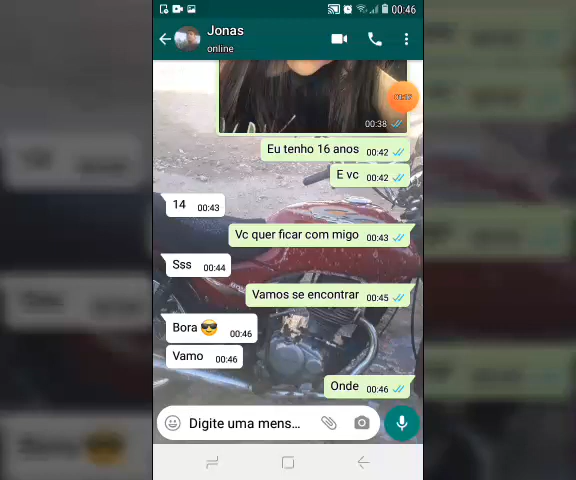 00:46
Jonas
online
00:38
Eu tenho 16 anos 00:42
E vc 00:42
14 00:43
Vc quer ficar com migo 00:43
Sss 00:44
Vamos se encontrar 00:45
Bora 😎 00:46
Vamo 00:46
Onde 00:46
Digite uma mens...